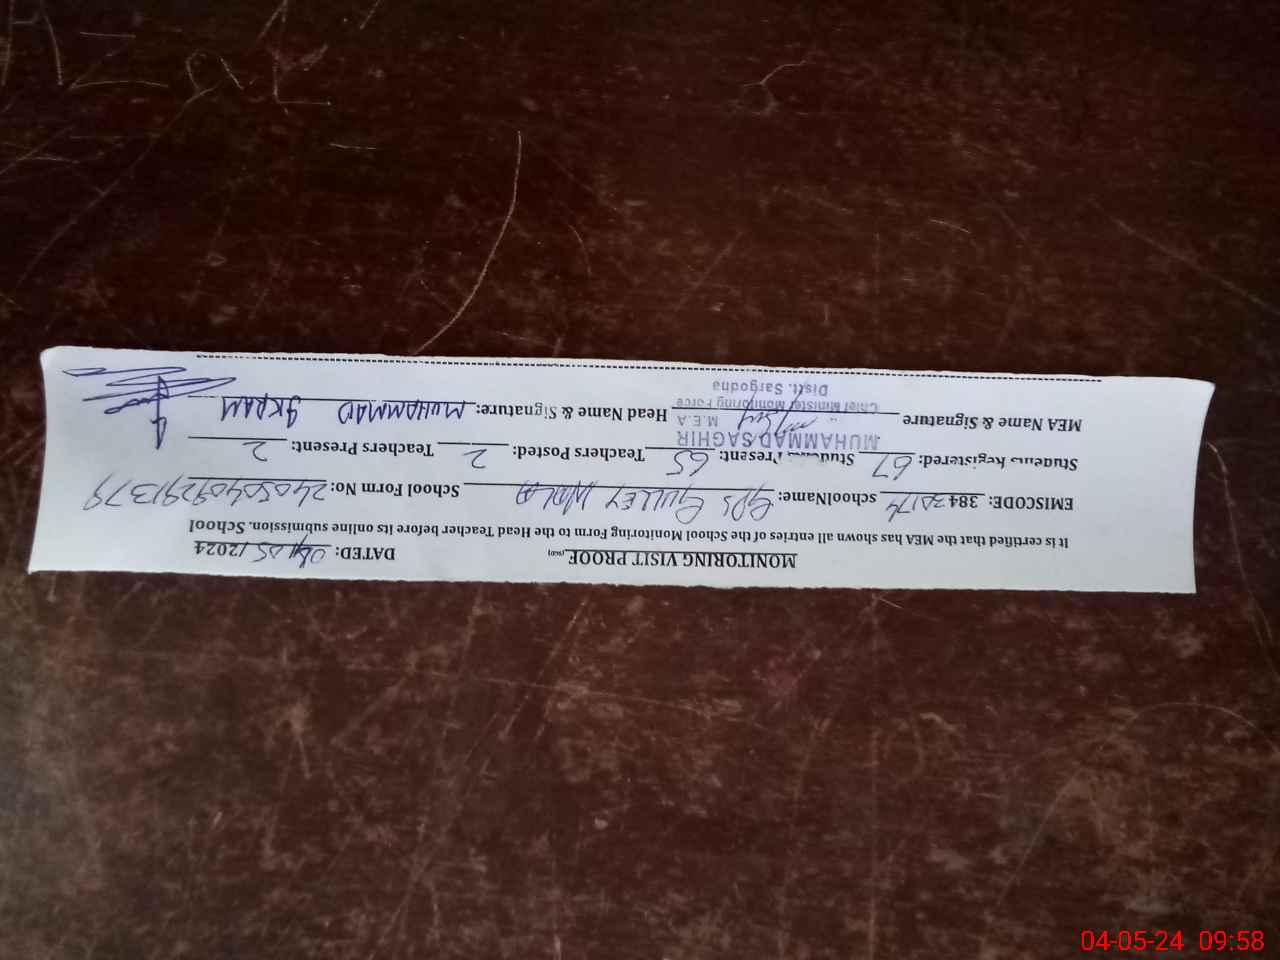 MONITORING VISIT PROOF DATED: 04/05/2024
It is certified that the MEA has shown all entries of the School Monitoring Form to the Head Teacher before its online submission. School
EMISCODE: 38430174 schoolName: GPS GULLEY WALA School Form No: 24050409291379
Students Registered: 67 Students Present: 65 Teachers Posted: 2 Teachers Present: 2
MUHAMMAD SAGHIR
M.E.A
MEA Name & Signature Head Name & Signature: MUHAMMAD IKRAM
Chief Minister Monitoring Force
Distt. Sargodha
04-05-24 09:58